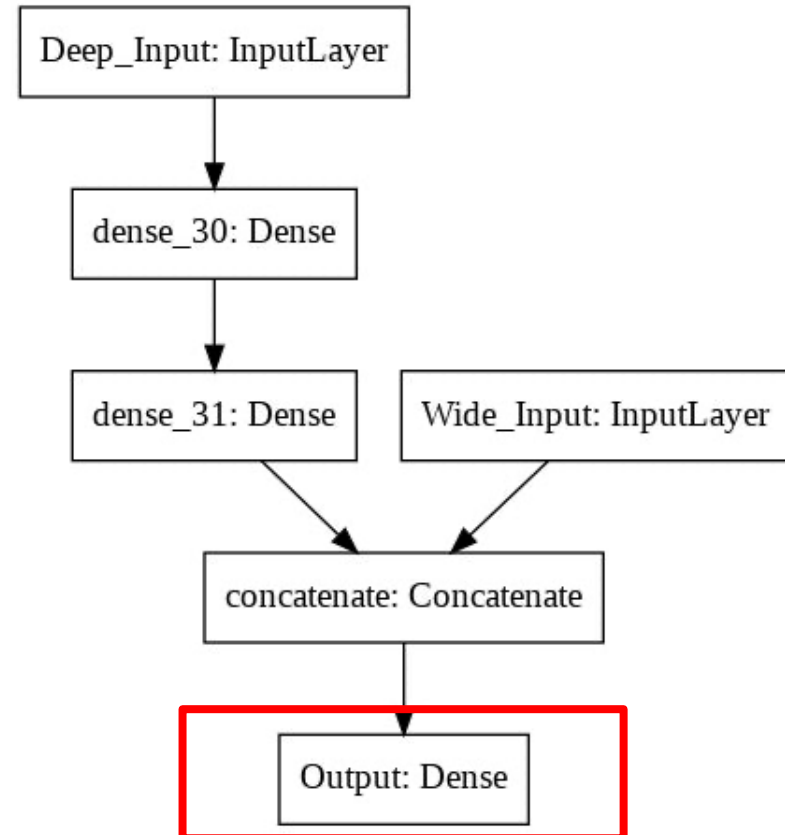 Deep_Input: InputLayer
dense_30: Dense
dense_31: Dense
Wide_Input: InputLayer
concatenate: Concatenate
Output: Dense